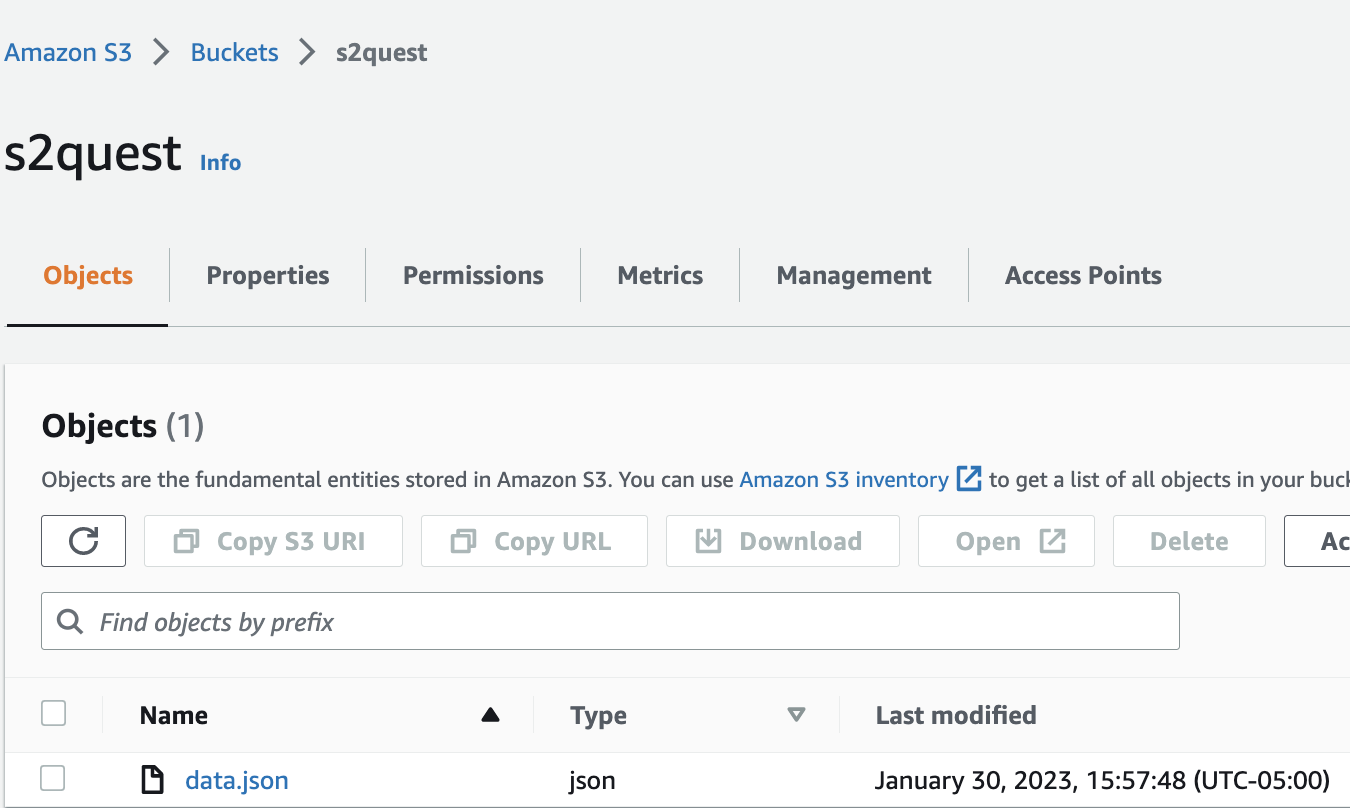 Amazon S3 > Buckets > s2quest
s2quest Info
Objects Properties Permissions Metrics Management Access Points
Objects (1)
Objects are the fundamental entities stored in Amazon S3. You can use Amazon S3 inventory to get a list of all objects in your
Copy S3 URI Copy URL Download Open Delete
Find objects by prefix
Name Type Last modified
data.json json January 30, 2023, 15:57:48 (UTC-05:00)